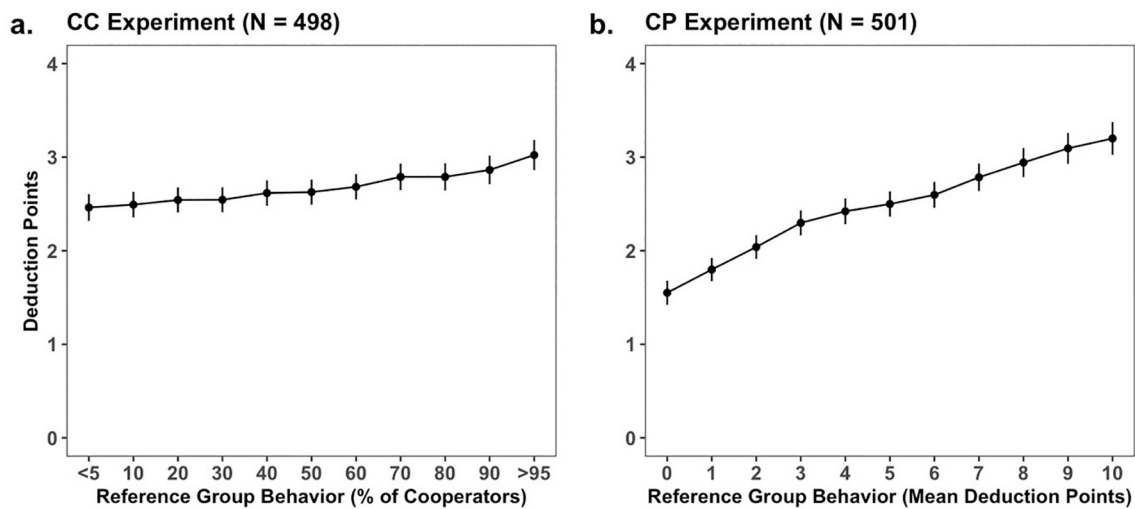 a. CC Experiment (N = 498)
Deduction Points
4
3
2
1
0
<5 10 20 30 40 50 60 70 80 90 >95
Reference Group Behavior (% of Cooperators)
b. CP Experiment (N = 501)
4
3
2
1
0
0 1 2 3 4 5 6 7 8 9 10
Reference Group Behavior (Mean Deduction Points)